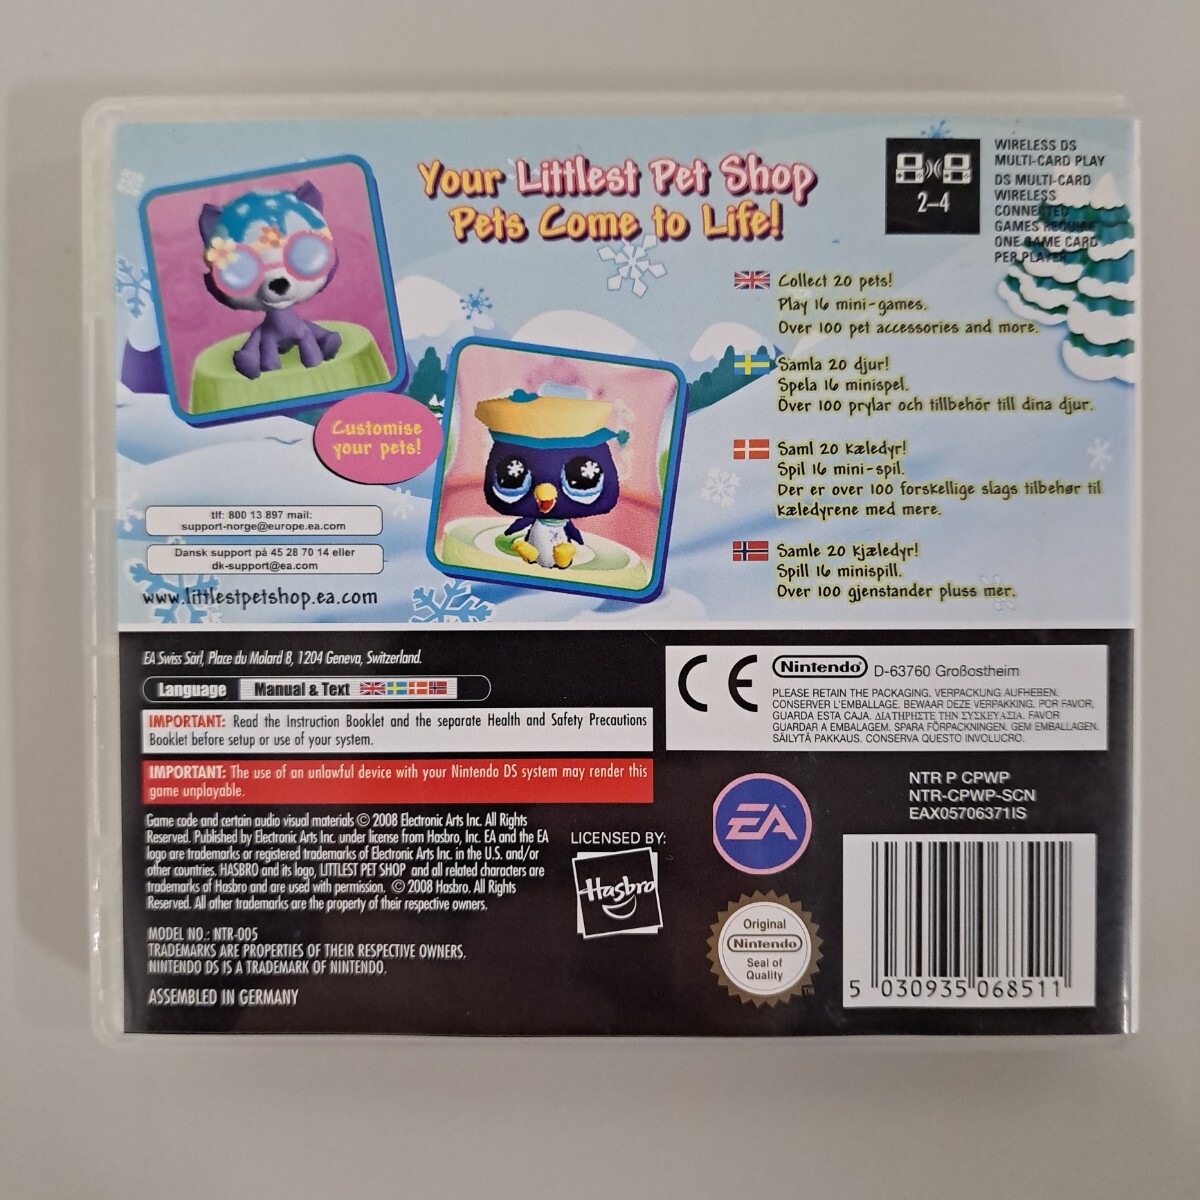 Your Littlest Pet Shop
Pets Come to Life!
2-4
WIRELESS DS
MULTI-CARD PLAY
DS MULTI-CARD
WIRELESS
CONNECTED
GAMES REQUIRE
ONE GAME CARD
PER PLAYER
Collect 20 pets!
Play 16 mini-games.
Over 100 pet accessories and more.
Samla 20 djur!
Spela 16 minispel.
Över 100 prylar och tillbehör till dina djur.
Saml 20 kæledyr!
Spil 16 mini-spil.
Der er over 100 forskellige slags tilbehør til
kæledyrene med mere.
Samle 20 kjæledyr!
Spill 16 minispill.
Over 100 gjenstander pluss mer.
Customise
your pets!
tlf: 800 13 897 mail:
support-norge@europe.ea.com
Dansk support på 45 28 70 14 eller
dk-support@ea.com
www.littlestpetshop.ea.com
EA Swiss Sàrl, Place du Molard 8, 1204 Geneva, Switzerland.
Language Manual & Text
IMPORTANT: Read the Instruction Booklet and the separate Health and Safety Precautions
Booklet before setup or use of your system.
IMPORTANT: The use of an unlawful device with your Nintendo DS system may render this
game unplayable.
Game code and certain audio visual materials © 2008 Electronic Arts Inc. All Rights
Reserved. Published by Electronic Arts Inc. under license from Hasbro, Inc. EA and the EA
logo are trademarks or registered trademarks of Electronic Arts Inc. in the U.S. and/or
other countries. HASBRO and its logo, LITTLEST PET SHOP and all related characters are
trademarks of Hasbro and are used with permission. © 2008 Hasbro. All Rights
Reserved. All other trademarks are the property of their respective owners.
MODEL NO.: NTR-005
TRADEMARKS ARE PROPERTIES OF THEIR RESPECTIVE OWNERS.
NINTENDO DS IS A TRADEMARK OF NINTENDO.
ASSEMBLED IN GERMANY
LICENSED BY:
Hasbro
CE
Nintendo D-63760 Großostheim
PLEASE RETAIN THE PACKAGING. VERPACKUNG AUFHEBEN.
CONSERVER L'EMBALLAGE. BEWAAR DEZE VERPAKKING. POR FAVOR,
GUARDA ESTA CAJA. ΔΙΑΤΗΡΗΣΤΕ ΤΗΝ ΣΥΣΚΕΥΑΣΙΑ. FAVOR
GUARDAR A EMBALAGEM. SPARA FÖRPACKNINGEN. GEM EMBALLAGEN.
SÄILYTÄ PAKKAUS. CONSERVA QUESTO INVOLUCRO.
EA
NTR P CPWP
NTR-CPWP-SCN
EAX05706371IS
Original
Nintendo
Seal of
Quality
TM
5 030935 068511